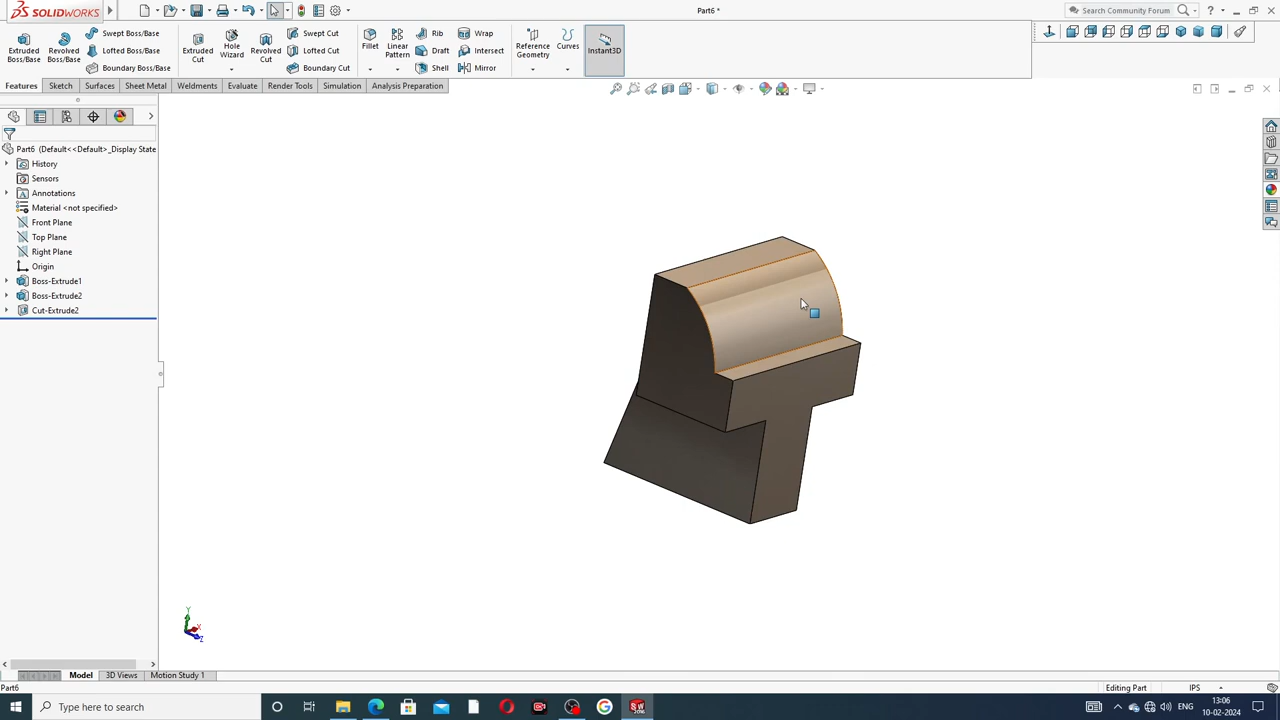 SOLIDWORKS
Part6 *
Search Community Forum
Extruded Boss/Base
Revolved Boss/Base
Swept Boss/Base
Lofted Boss/Base
Boundary Boss/Base
Extruded Cut
Hole Wizard
Revolved Cut
Swept Cut
Lofted Cut
Boundary Cut
Fillet
Linear Pattern
Rib
Draft
Shell
Wrap
Intersect
Mirror
Reference Geometry
Curves
Instant3D
Features
Sketch
Surfaces
Sheet Metal
Weldments
Evaluate
Render Tools
Simulation
Analysis Preparation
Part6 (Default<<Default>_Display State
History
Sensors
Annotations
Material <not specified>
Front Plane
Top Plane
Right Plane
Origin
Boss-Extrude1
Boss-Extrude2
Cut-Extrude2
Y
X
Z
Model
3D Views
Motion Study 1
Part6
Editing Part
IPS
Type here to search
ENG
13:06
10-02-2024